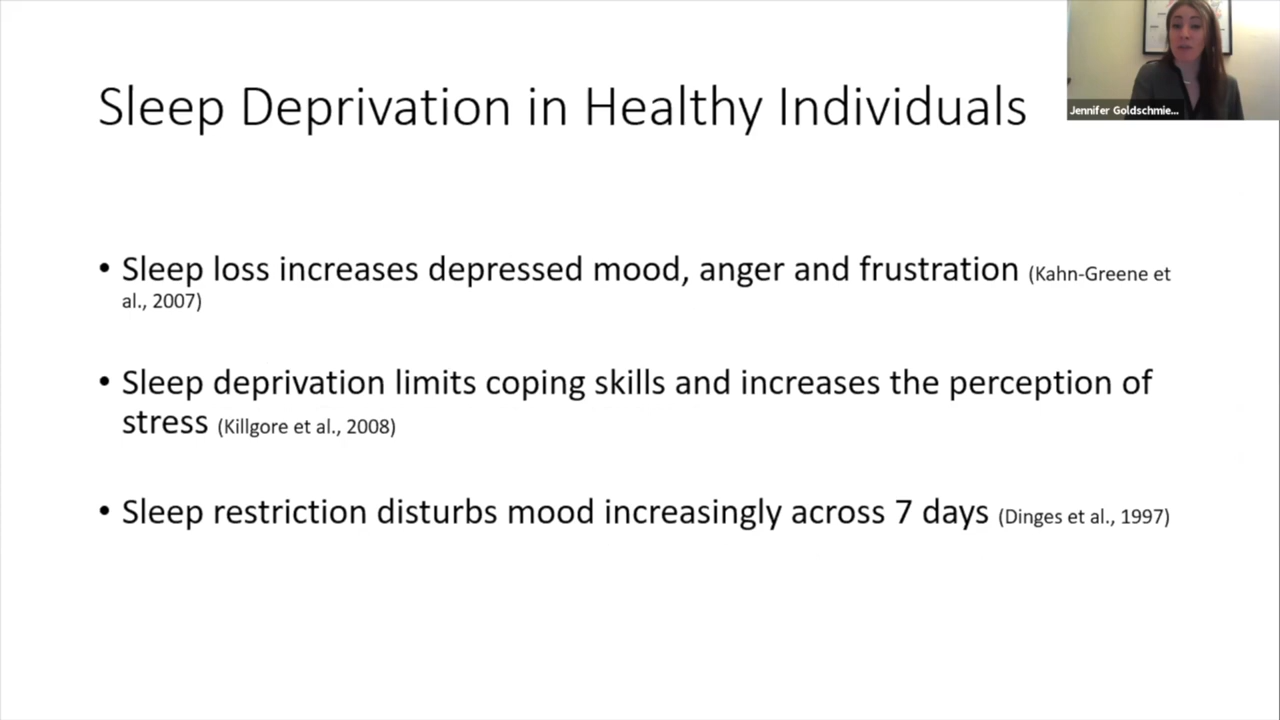 Sleep Deprivation in Healthy Individuals
Jennifer Goldschmie...
• Sleep loss increases depressed mood, anger and frustration (Kahn-Greene et
al., 2007)
• Sleep deprivation limits coping skills and increases the perception of
stress (Killgore et al., 2008)
• Sleep restriction disturbs mood increasingly across 7 days (Dinges et al., 1997)